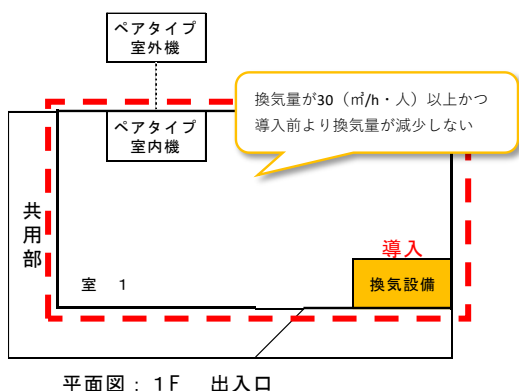 ペアタイプ
室外機
換気量が30（㎥/h・人）以上かつ
導入前より換気量が減少しない
ペアタイプ
室内機
共用部
導入
換気設備
室　1
平面図：1F　出入口